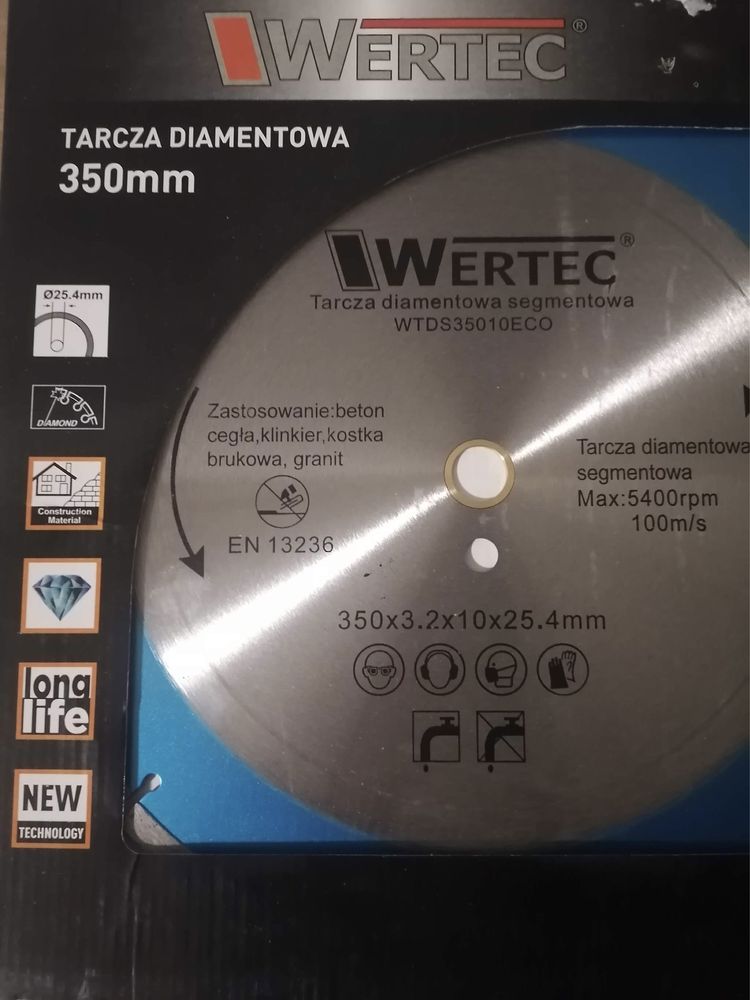 WERTEC®
TARCZA DIAMENTOWA
350mm
WERTEC®
Tarcza diamentowa segmentowa
WTDS35010ECO
Ø25.4mm
DIAMOND
Construction
Material
long
life
NEW
TECHNOLOGY
Zastosowanie:beton
cegła,klinkier,kostka
brukowa, granit
EN 13236
Tarcza diamentowa
segmentowa
Max:5400rpm
100m/s
350x3.2x10x25.4mm